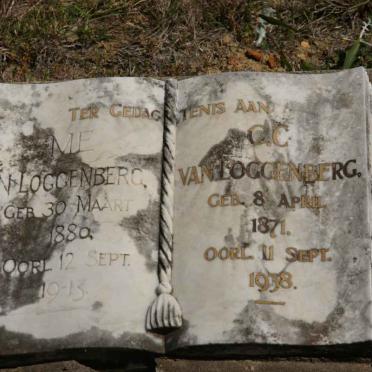 TER GEDAGTENIS AAN
M E
N LOGGENBERG.
GEB 30 MAART
1880.
OORL 12 SEPT.
C.C
VAN LOGGENBERG.
GEB. 8 APRIL
1871.
OORL. 11 SEPT.
1938.